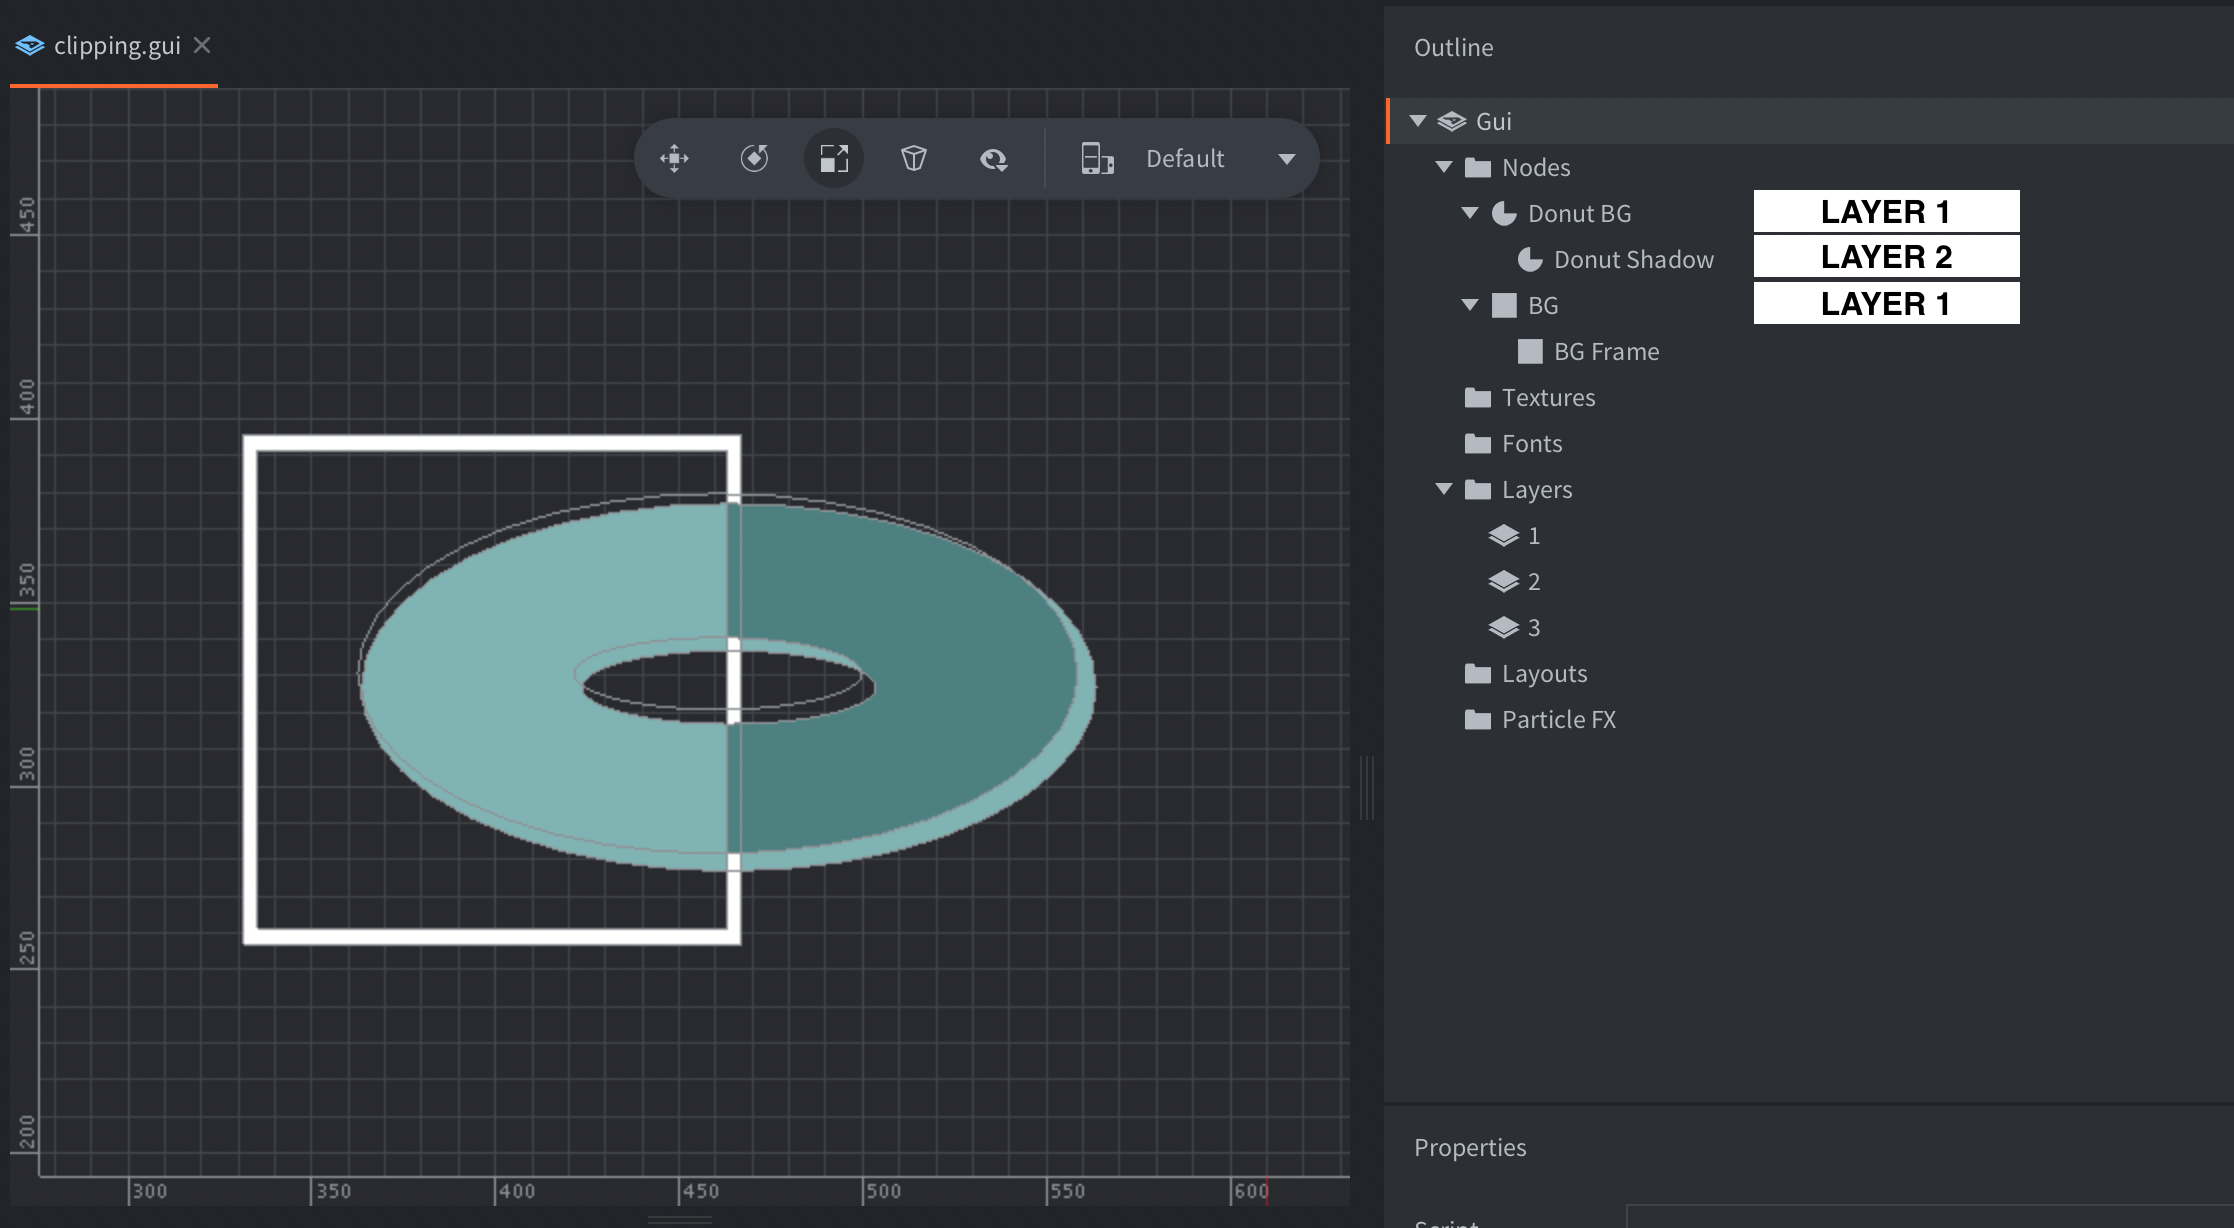 clipping.gui
Default
450
400
350
300
250
200
300
350
400
450
500
550
600
Outline
Gui
Nodes
Donut BG LAYER 1
Donut Shadow LAYER 2
BG LAYER 1
BG Frame
Textures
Fonts
Layers
1
2
3
Layouts
Particle FX
Properties
Script